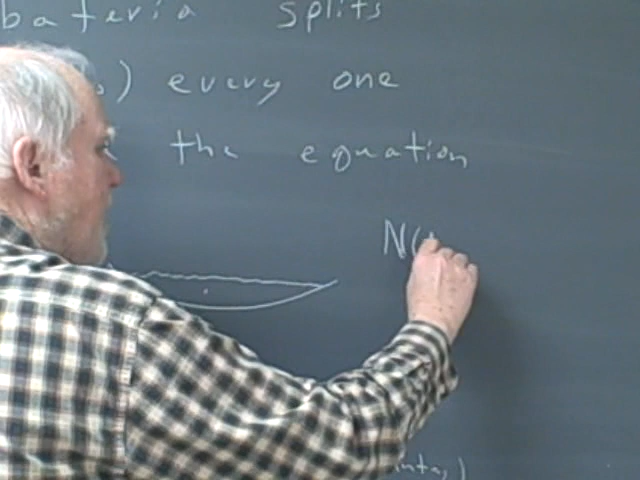 bateria splits
) every one
the equation
N(